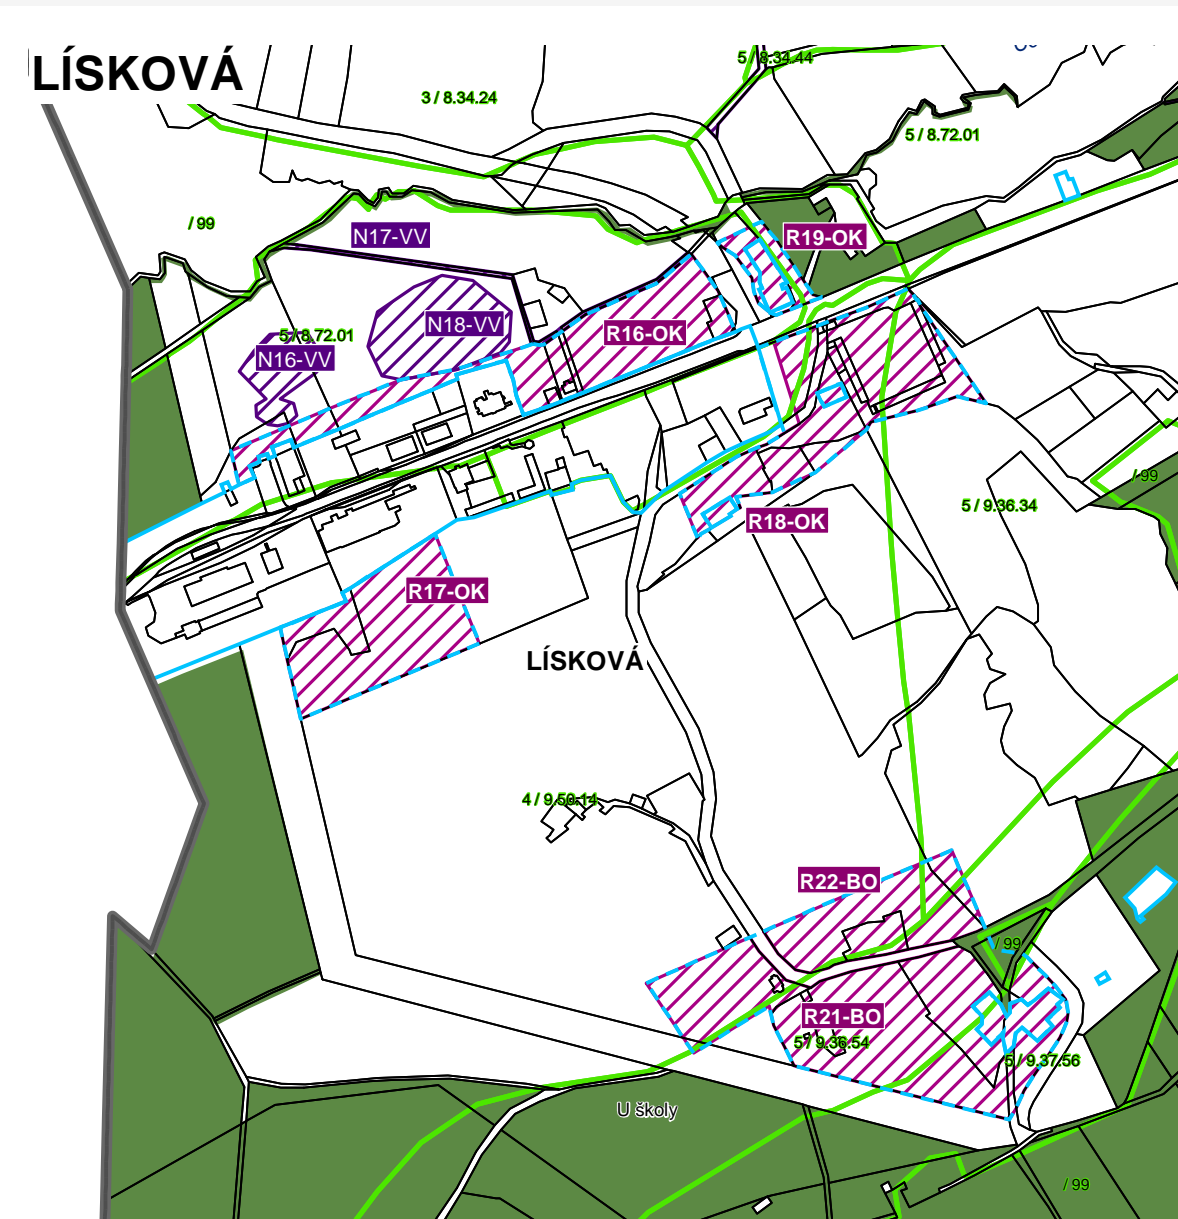 LÍSKOVÁ
5 / 8.34.44
3 / 8.34.24
5 / 8.72.01
/ 99
N17-VV
R19-OK
N18-VV
5 / 8.72.01
R16-OK
N16-VV
/ 99
5 / 9.36.34
R18-OK
R17-OK
LÍSKOVÁ
4 / 9.50.14
R22-BO
/ 99
R21-BO
5 / 9.36.54
5 / 9.37.56
U školy
/ 99